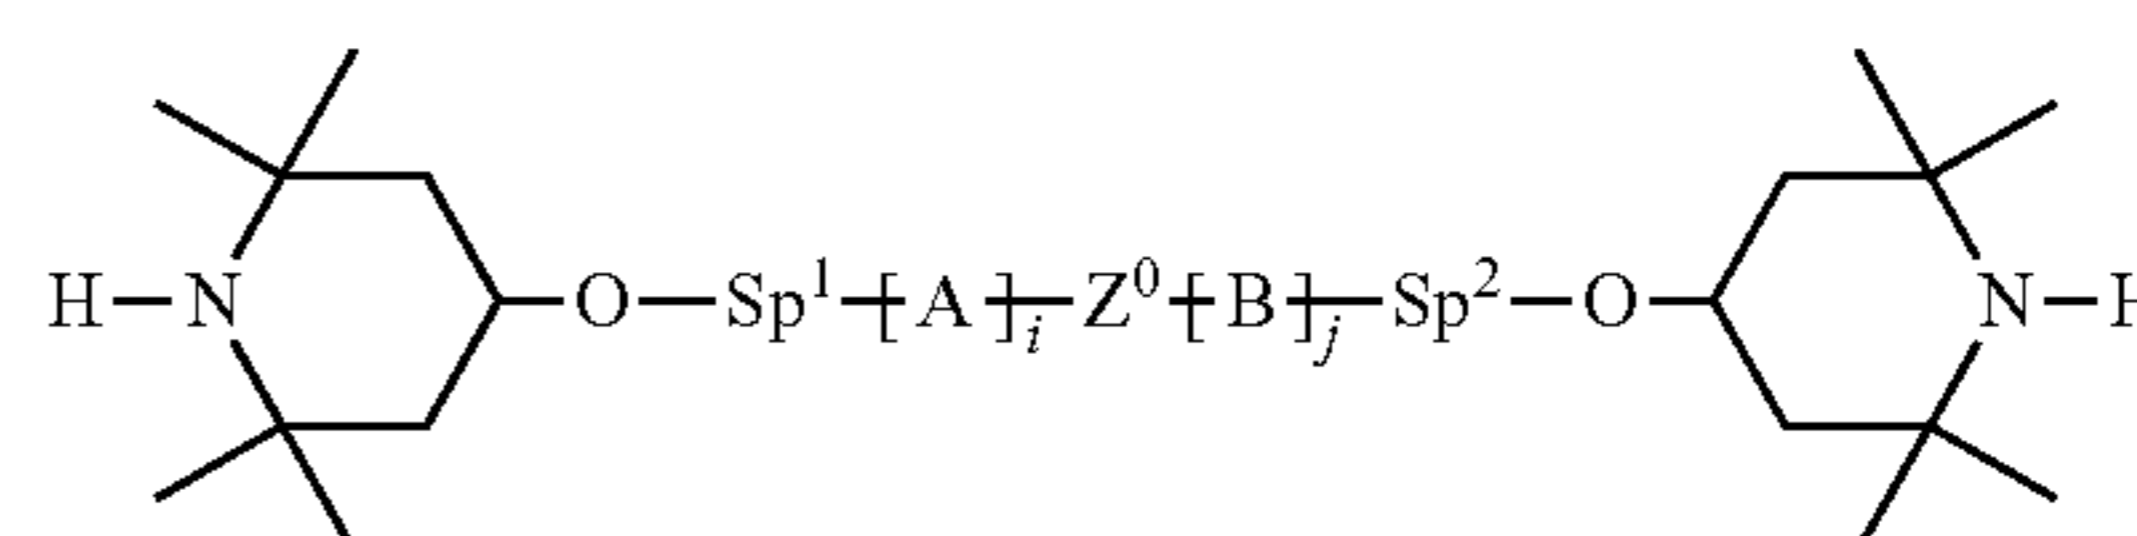 H—N O—Sp¹—[A]ᵢ—Z⁰—[B]ⱼ—Sp²—O N—H